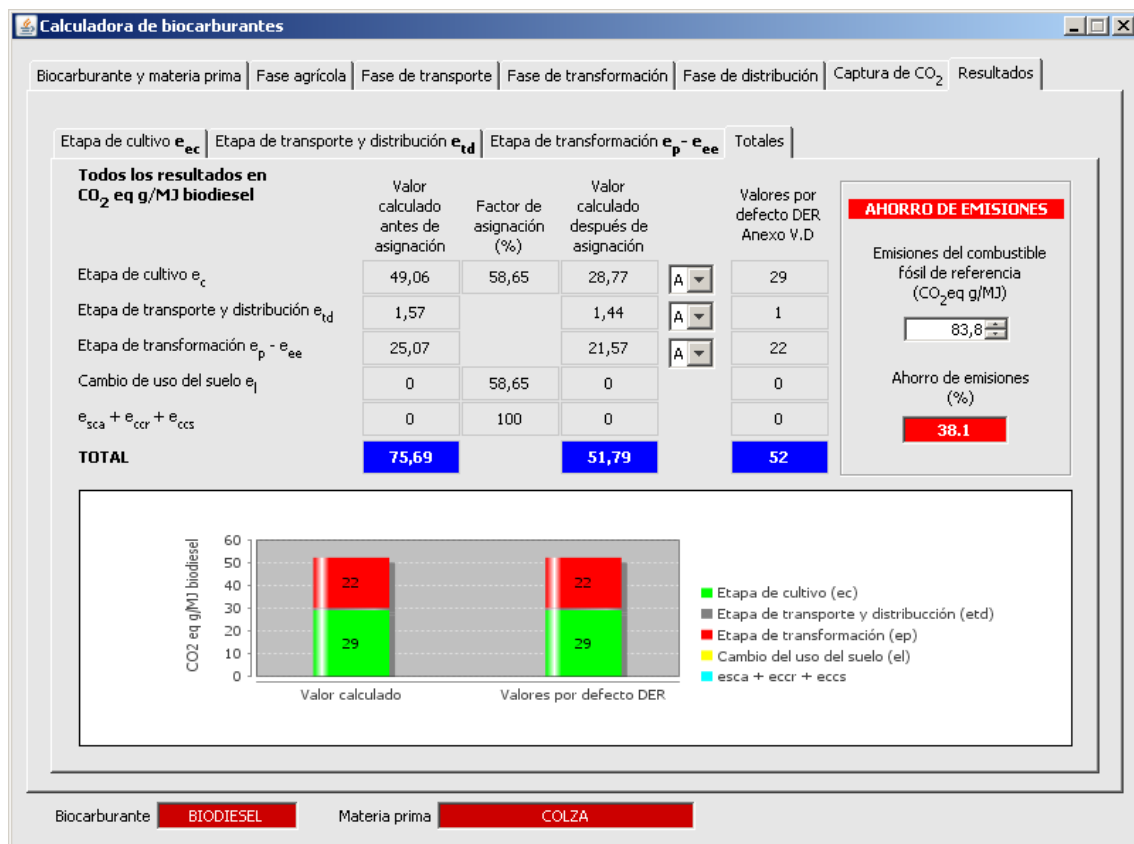 Calculadora de biocarburantes
Biocarburante y materia prima Fase agrícola Fase de transporte Fase de transformación Fase de distribución Captura de CO2 Resultados
Etapa de cultivo eec Etapa de transporte y distribución etd Etapa de transformación ep- eee Totales
Todos los resultados en
CO2 eq g/MJ biodiesel
Valor
calculado
antes de
asignación
Factor de
asignación
(%)
Valor
calculado
después de
asignación
Valores por
defecto DER
Anexo V.D
Etapa de cultivo ec 49,06 58,65 28,77 A 29
Etapa de transporte y distribución etd 1,57 1,44 A 1
Etapa de transformación ep - eee 25,07 21,57 A 22
Cambio de uso del suelo el 0 58,65 0 0
esca + eccr + eccs 0 100 0 0
TOTAL 75,69 51,79 52
AHORRO DE EMISIONES
Emisiones del combustible
fósil de referencia
(CO2eq g/MJ)
83,8
Ahorro de emisiones
(%)
38.1
CO2 eq g/MJ biodiesel
60
50
40
30
20
10
0
22 22
29 29
Valor calculado Valores por defecto DER
Etapa de cultivo (ec)
Etapa de transporte y distribucción (etd)
Etapa de transformación (ep)
Cambio del uso del suelo (el)
esca + eccr + eccs
Biocarburante BIODIESEL Materia prima COLZA